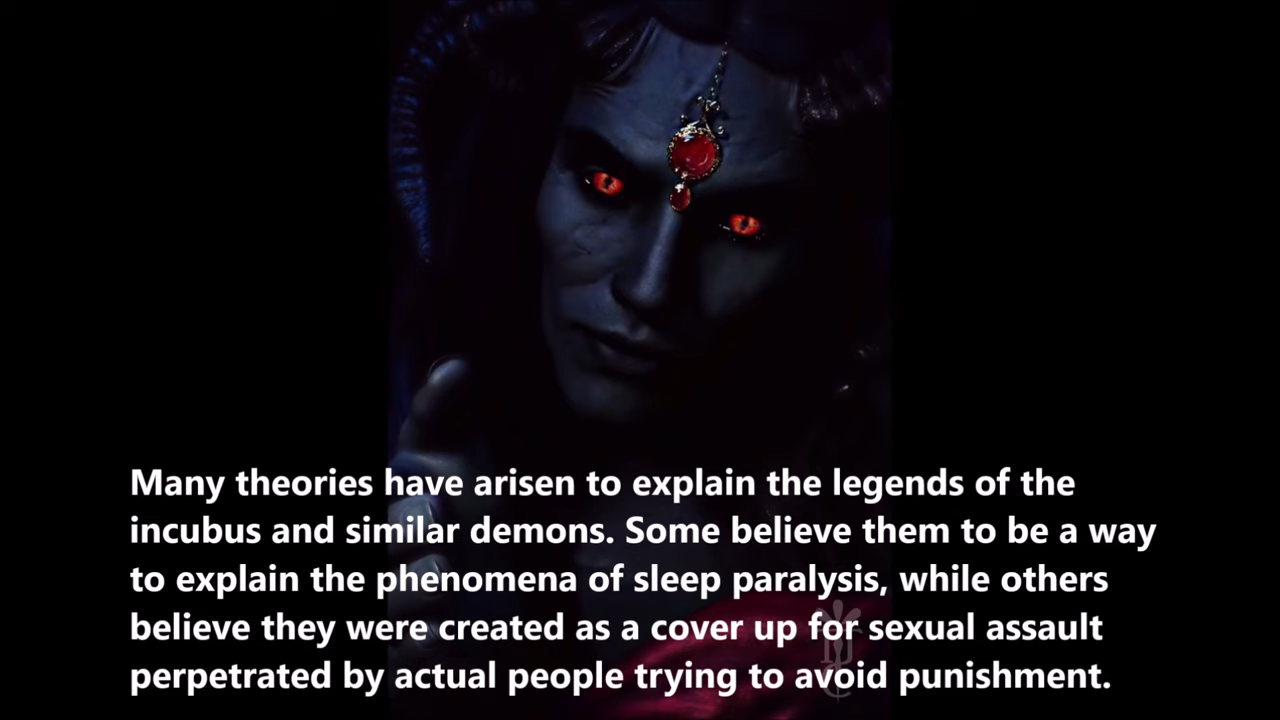 Many theories have arisen to explain the legends of the
incubus and similar demons. Some believe them to be a way
to explain the phenomena of sleep paralysis, while others
believe they were created as a cover up for sexual assault
perpetrated by actual people trying to avoid punishment.